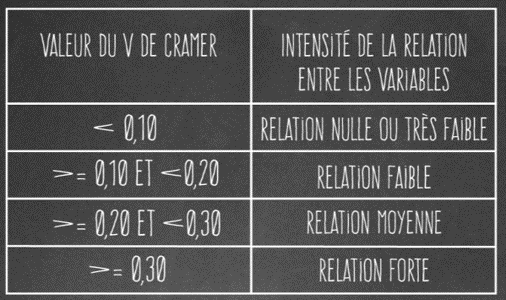 VALEUR DU V DE CRAMER
INTENSITÉ DE LA RELATION
ENTRE LES VARIABLES
< 0,10
RELATION NULLE OU TRÈS FAIBLE
>= 0,10 ET <0,20
RELATION FAIBLE
>= 0,20 ET <0,30
RELATION MOYENNE
>= 0,30
RELATION FORTE